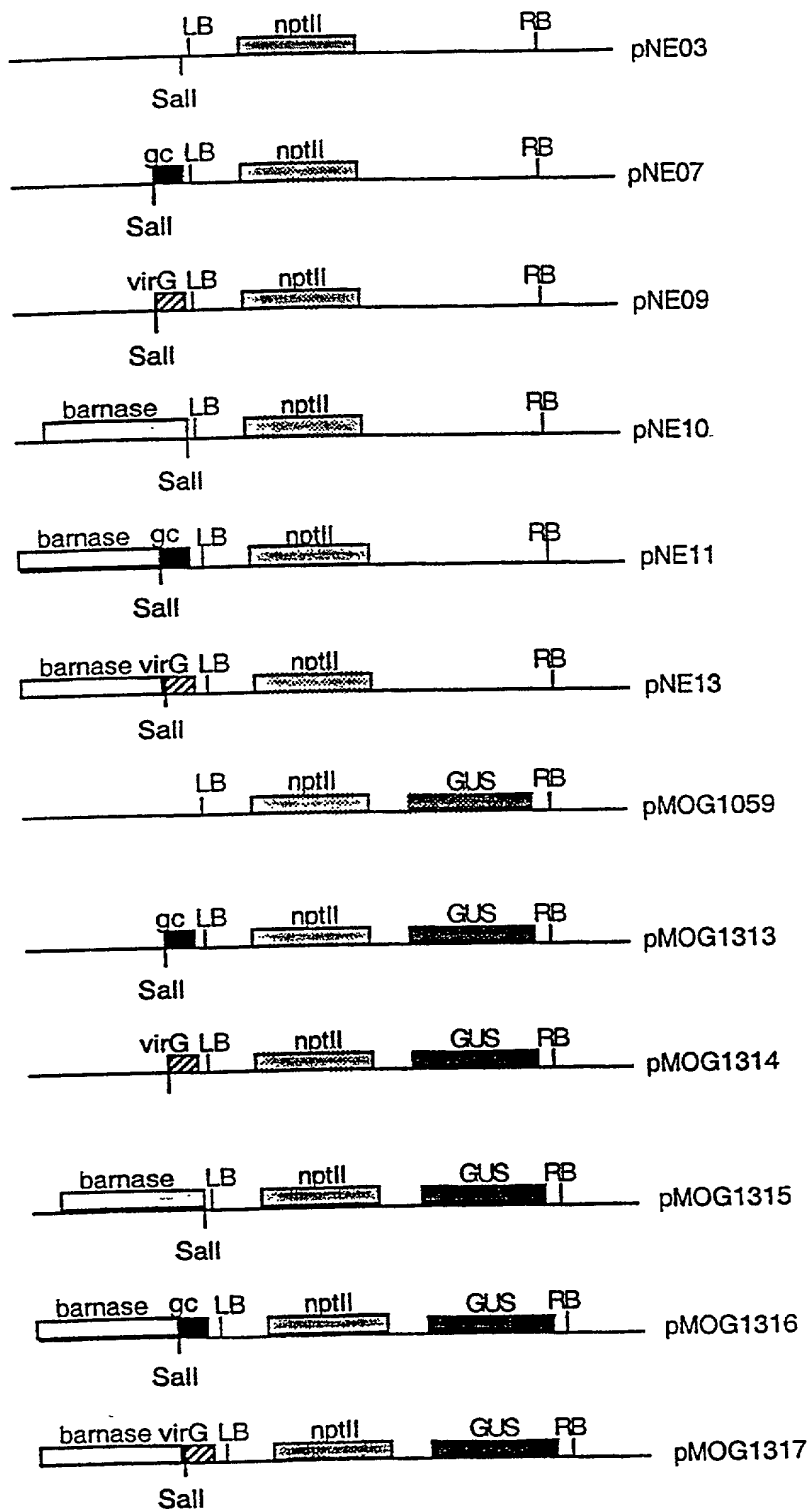 LB nptII RB
pNE03
SalI
gc LB nptII RB
pNE07
SalI
virG LB nptII RB
pNE09
SalI
barnase LB nptII RB
pNE10
SalI
barnase gc LB nptII RB
pNE11
SalI
barnase virG LB nptII RB
pNE13
SalI
LB nptII GUS RB
pMOG1059
gc LB nptII GUS RB
pMOG1313
SalI
virG LB nptII GUS RB
pMOG1314
barnase LB nptII GUS RB
pMOG1315
SalI
barnase gc LB nptII GUS RB
pMOG1316
SalI
barnase virG LB nptII GUS RB
pMOG1317
SalI